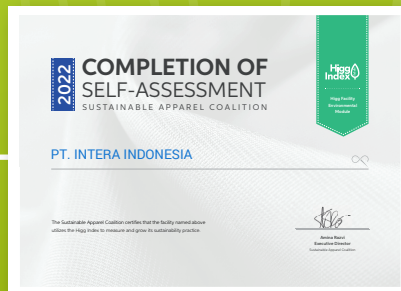 2022
COMPLETION OF
SELF-ASSESSMENT
SUSTAINABLE APPAREL COALITION
Higg
Index
Higg Facility
Environmental
Module
PT. INTERA INDONESIA
The Sustainable Apparel Coalition certifies that the facility named above
utilizes the Higg Index to measure and grow its sustainability practice.
Amina Razvi
Executive Director
Sustainable Apparel Coalition